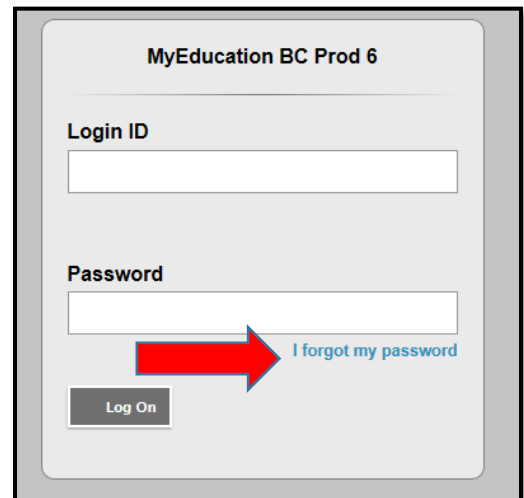 MyEducation BC Prod 6
Login ID
Password
I forgot my password
Log On